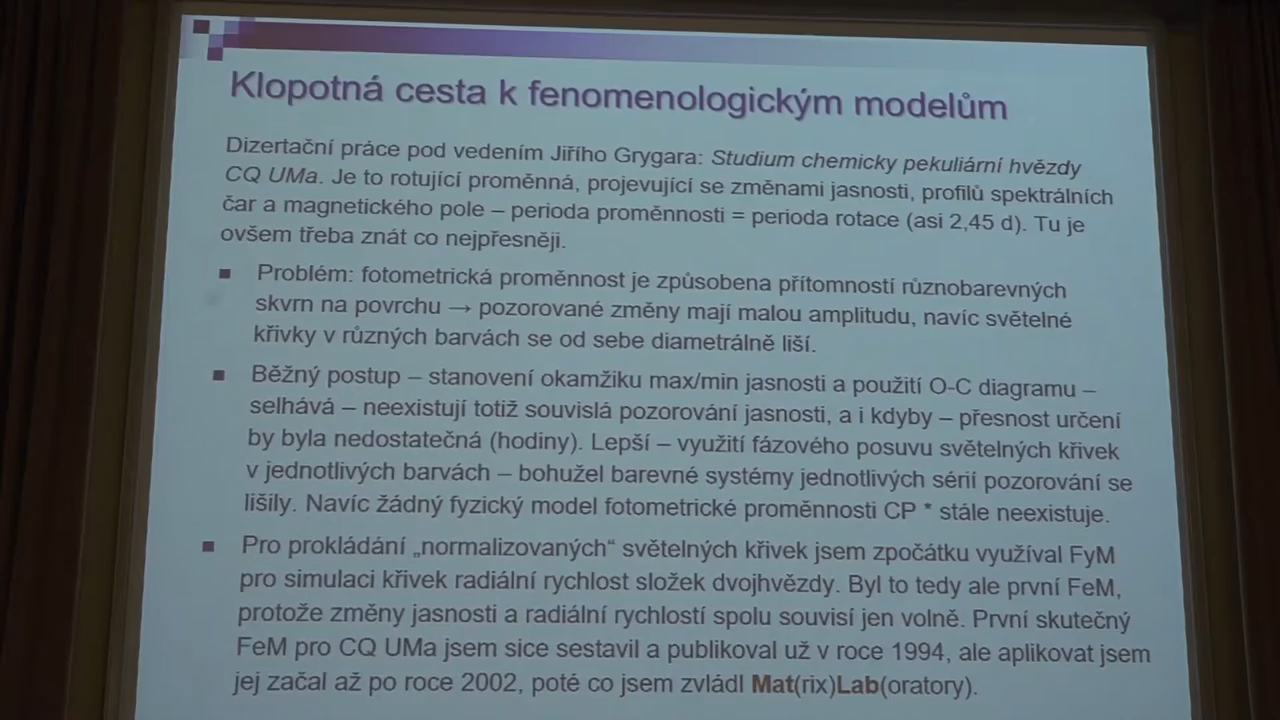 Klopotná cesta k fenomenologickým modelům
Dizertační práce pod vedením Jiřího Grygara: Studium chemicky pekuliární hvězdy
CQ UMa. Je to rotující proměnná, projevující se změnami jasnosti, profilů spektrálních
čar a magnetického pole – perioda proměnnosti = perioda rotace (asi 2,45 d). Tu je
ovšem třeba znát co nejpřesněji.
■ Problém: fotometrická proměnnost je způsobena přítomností různobarevných
skvrn na povrchu → pozorované změny mají malou amplitudu, navíc světelné
křivky v různých barvách se od sebe diametrálně liší.
■ Běžný postup – stanovení okamžiku max/min jasnosti a použití O-C diagramu –
selhává – neexistují totiž souvislá pozorování jasnosti, a i kdyby – přesnost určení
by byla nedostatečná (hodiny). Lepší – využití fázového posuvu světelných křivek
v jednotlivých barvách – bohužel barevné systémy jednotlivých sérií pozorování se
lišily. Navíc žádný fyzický model fotometrické proměnnosti CP * stále neexistuje.
■ Pro prokládání „normalizovaných“ světelných křivek jsem zpočátku využíval FyM
pro simulaci křivek radiální rychlost složek dvojhvězdy. Byl to tedy ale první FeM,
protože změny jasnosti a radiální rychlostí spolu souvisí jen volně. První skutečný
FeM pro CQ UMa jsem sice sestavil a publikoval už v roce 1994, ale aplikovat jsem
jej začal až po roce 2002, poté co jsem zvládl Mat(rix)Lab(oratory).